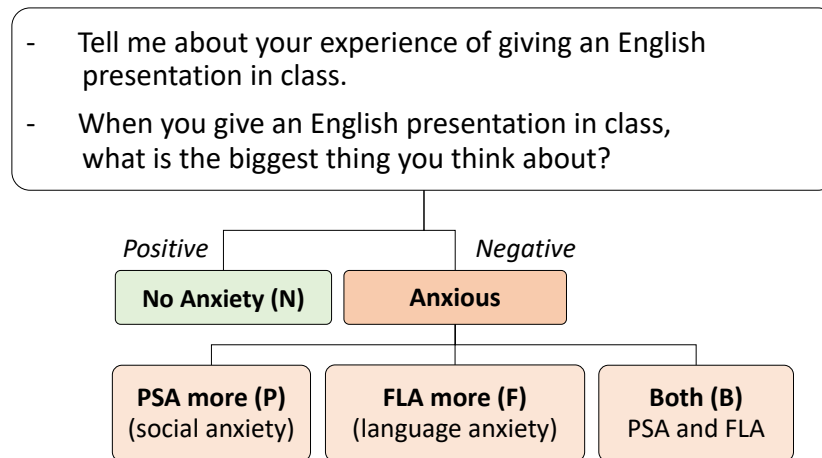 - Tell me about your experience of giving an English
presentation in class.
- When you give an English presentation in class,
what is the biggest thing you think about?
Positive
Negative
No Anxiety (N)
Anxious
PSA more (P)
(social anxiety)
FLA more (F)
(language anxiety)
Both (B)
PSA and FLA